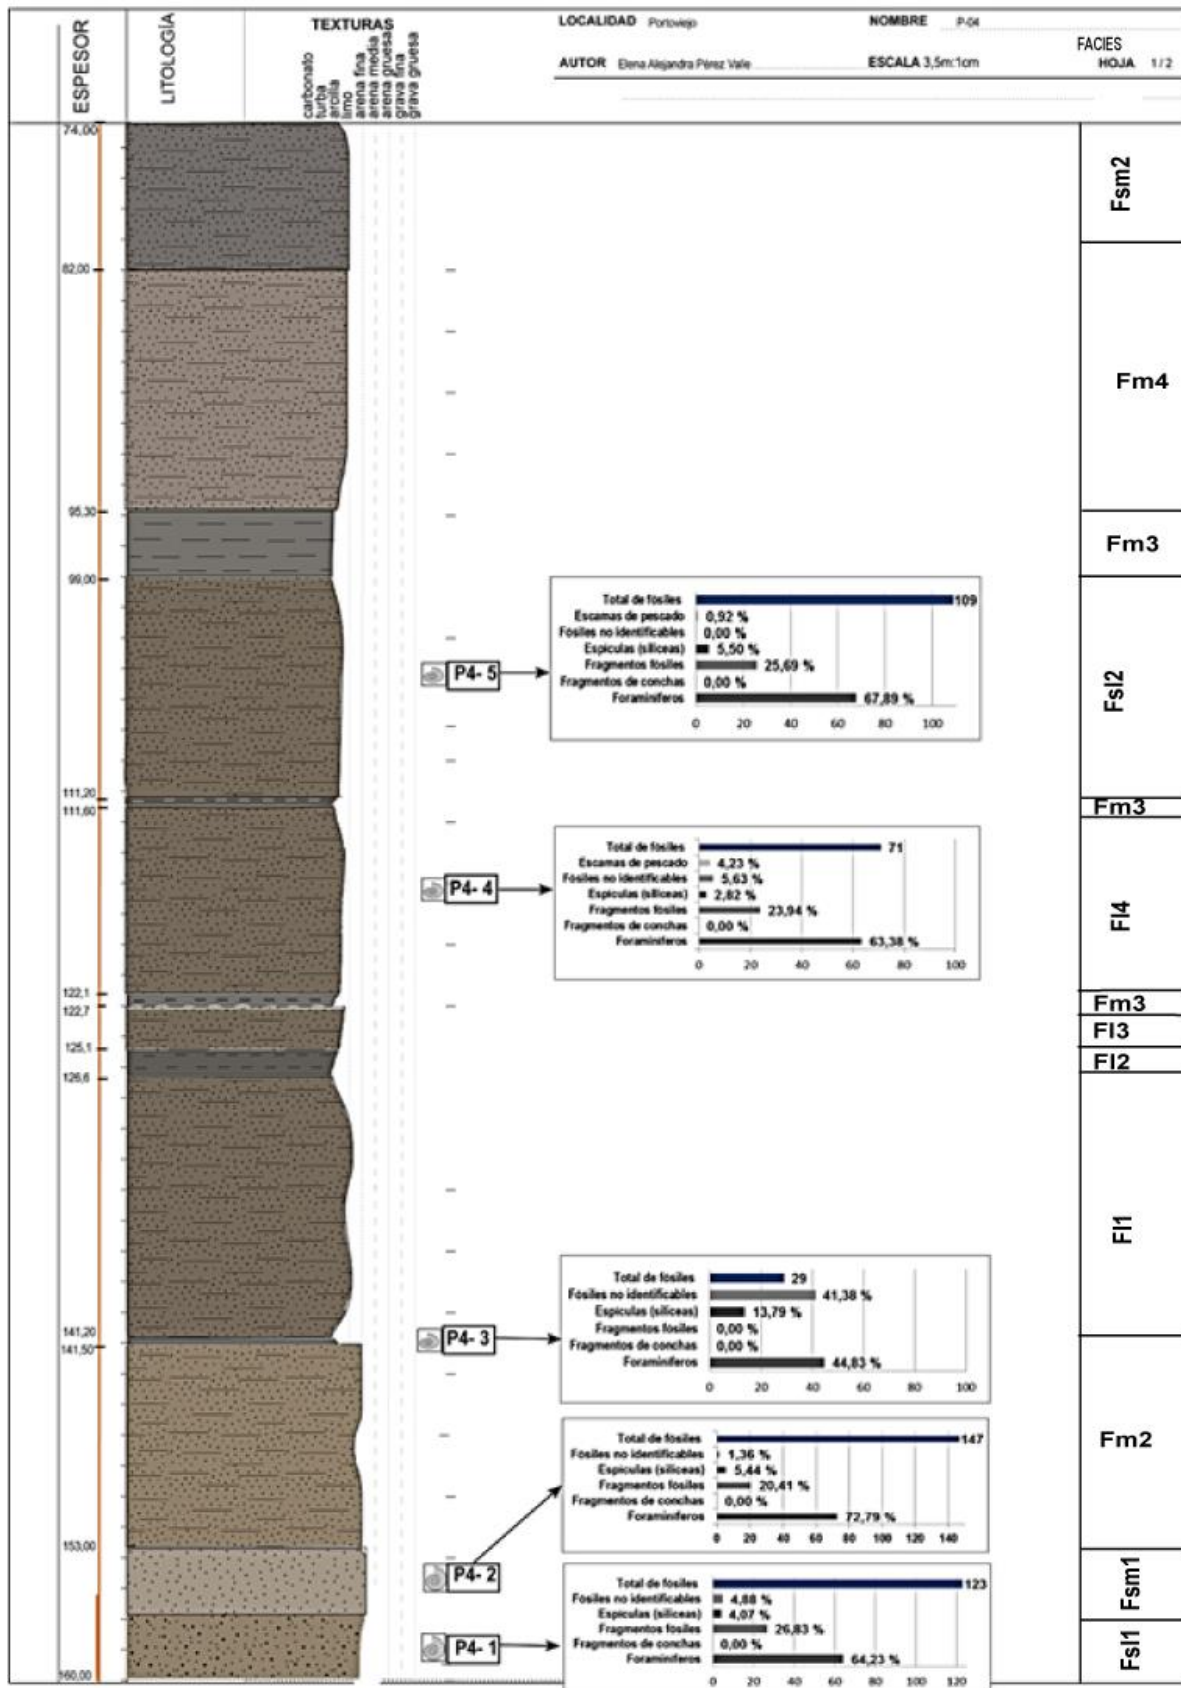 ESPESOR
LITOLOGÍA
TEXTURAS
carbonato
turba
arcilla
limo
arena fina
arena media
arena gruesa
grava fina
grava gruesa
LOCALIDAD Portoviejo
NOMBRE P-04
AUTOR Elena Alejandra Pérez Valle
ESCALA 3,5m:1cm
FACIES
HOJA 1/2
74,00
Fsm2
82,00
Fm4
95,30
Fm3
99,00
Total de fósiles 109
Escamas de pescado 0,92 %
Fósiles no identificables 0,00 %
Espículas (silíceas) 5,50 %
P4- 5
Fragmentos fósiles 25,69 %
Fragmentos de conchas 0,00 %
Foraminíferos 67,89 %
0 20 40 60 80 100
Fsl2
111,20
111,60
Fm3
Total de fósiles 71
Escamas de pescado 4,23 %
Fósiles no identificables 5,63 %
P4- 4
Espículas (silíceas) 2,82 %
Fragmentos fósiles 23,94 %
Fragmentos de conchas 0,00 %
Foraminíferos 63,38 %
0 20 40 60 80 100
Fl4
122,1
122,7
Fm3
Fl3
125,1
Fl2
126,6
Fl1
Total de fósiles 29
Fósiles no identificables 41,38 %
Espículas (silíceas) 13,79 %
Fragmentos fósiles 0,00 %
Fragmentos de conchas 0,00 %
Foraminíferos 44,83 %
0 20 40 60 80 100
P4- 3
141,20
141,50
Fm2
Total de fósiles 147
Fósiles no identificables 1,36 %
Espículas (silíceas) 5,44 %
Fragmentos fósiles 20,41 %
Fragmentos de conchas 0,00 %
Foraminíferos 72,79 %
0 20 40 60 80 100 120 140
153,00
P4- 2
Fsm1
Total de fósiles 123
Fósiles no identificables 4,88 %
Espículas (silíceas) 4,07 %
Fragmentos fósiles 26,83 %
Fragmentos de conchas 0,00 %
Foraminíferos 64,23 %
0 20 40 60 80 100 120
P4- 1
Fsl1
160,00